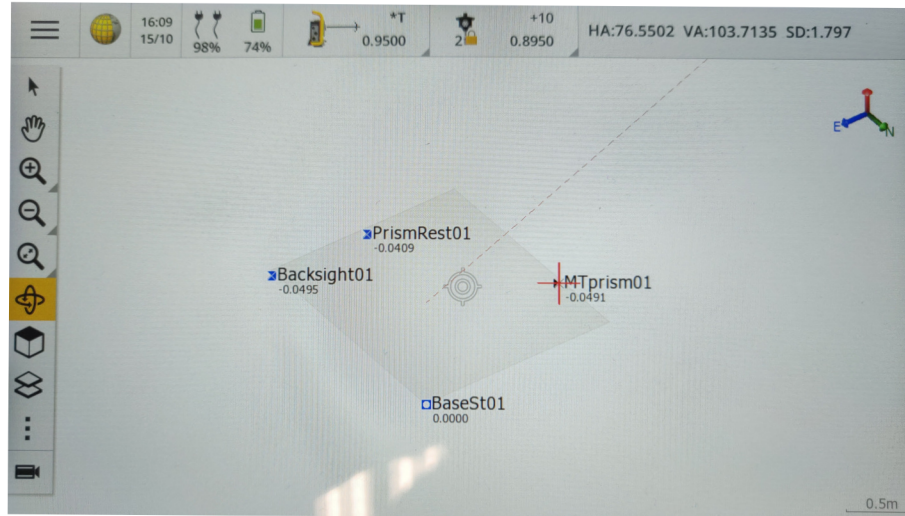 16:09
15/10
98%
74%
*T
0.9500
+10
2
0.8950
HA:76.5502 VA:103.7135 SD:1.797
E
N
PrismRest01
-0.0409
Backsight01
-0.0495
MTprism01
-0.0491
BaseSt01
0.0000
0.5m